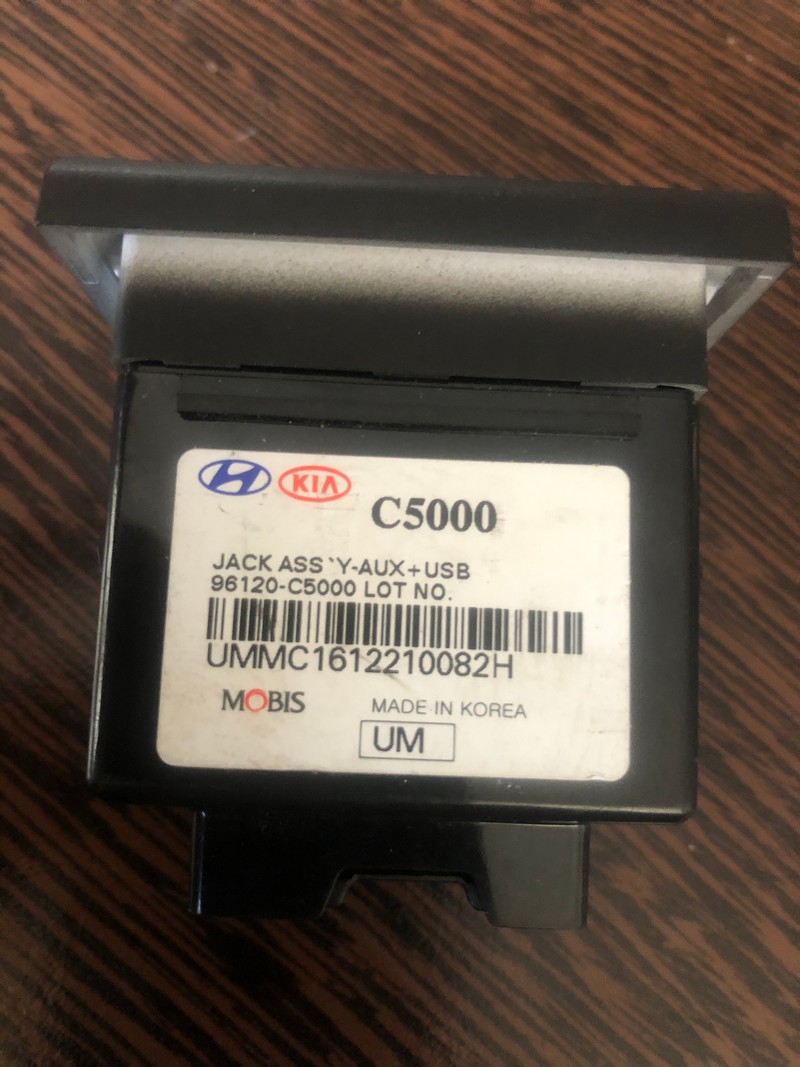 KIA
C5000
JACK ASS`Y-AUX+USB
96120-C5000 LOT NO.
UMMC1612210082H
MOBIS
MADE IN KOREA
UM